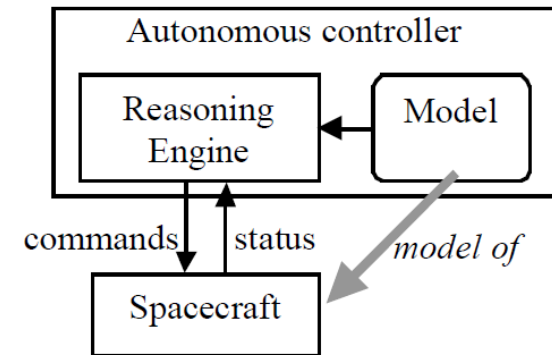 Autonomous controller
Reasoning
Engine
Model
commands
status
model of
Spacecraft